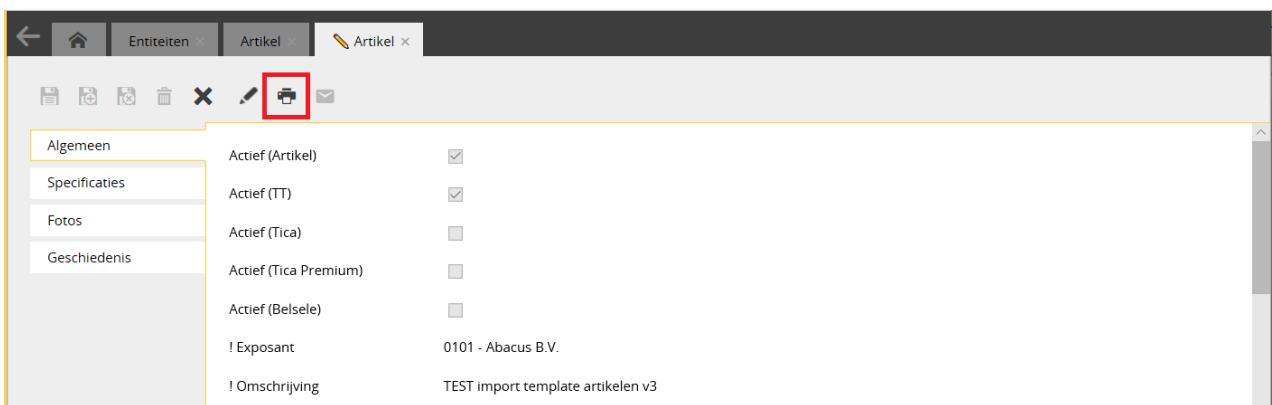 Entiteiten × Artikel × Artikel ×
Algemeen
Specificaties
Fotos
Geschiedenis
Actief (Artikel)
Actief (TT)
Actief (Tica)
Actief (Tica Premium)
Actief (Belsele)
! Exposant 0101 - Abacus B.V.
! Omschrijving TEST import template artikelen v3